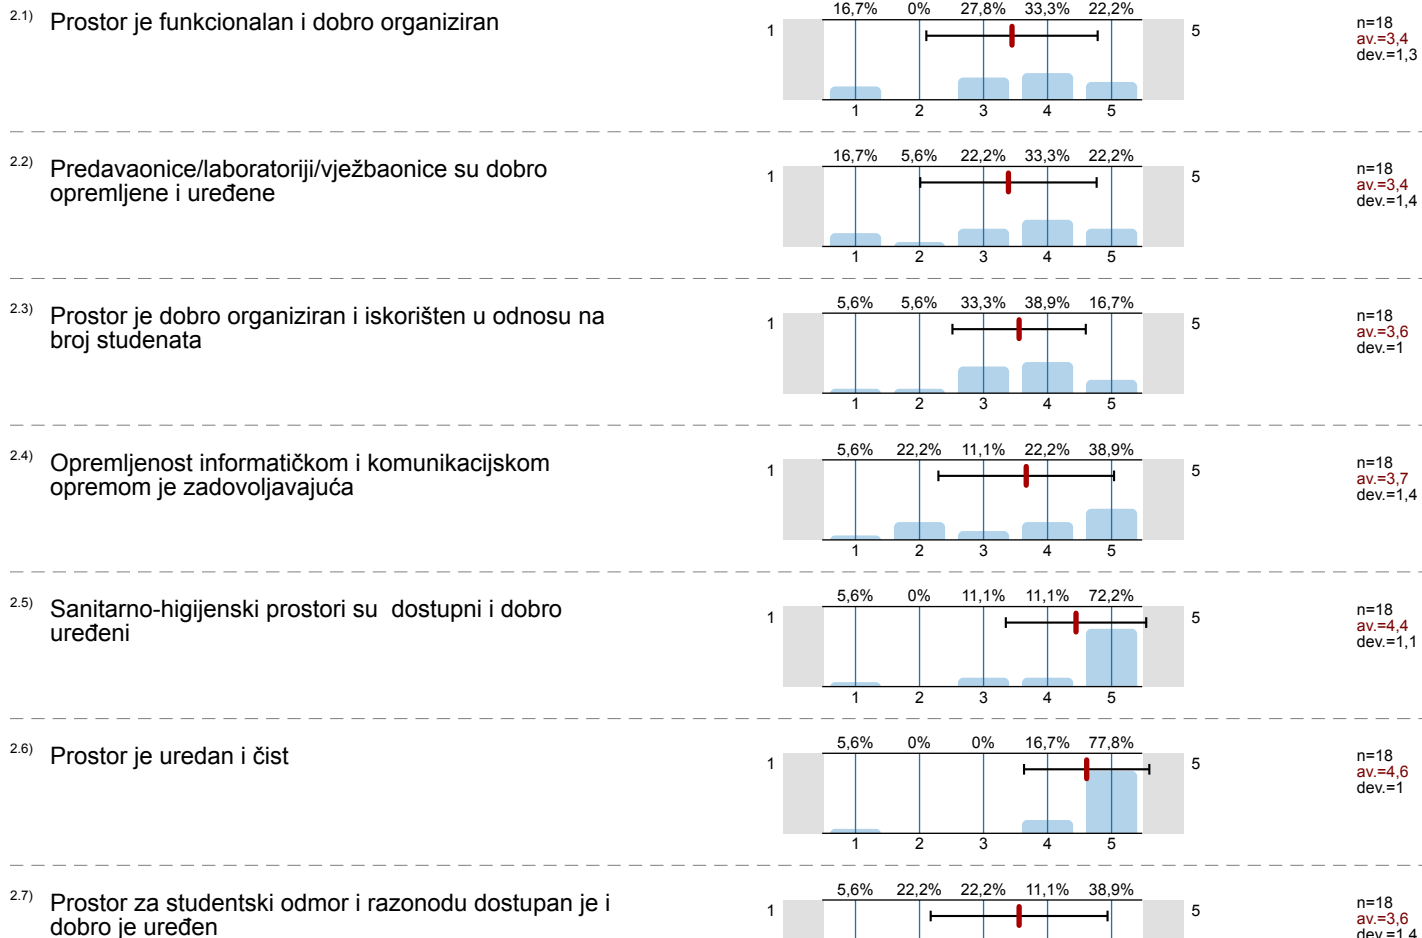 2.1) Prostor je funkcionalan i dobro organiziran
16,7% 0% 27,8% 33,3% 22,2%
1 5
n=18
av.=3,4
dev.=1,3
1 2 3 4 5
2.2) Predavaonice/laboratoriji/vježbaonice su dobro
opremljene i uređene
16,7% 5,6% 22,2% 33,3% 22,2%
1 5
n=18
av.=3,4
dev.=1,4
1 2 3 4 5
2.3) Prostor je dobro organiziran i iskorišten u odnosu na
broj studenata
5,6% 5,6% 33,3% 38,9% 16,7%
1 5
n=18
av.=3,6
dev.=1
1 2 3 4 5
2.4) Opremljenost informatičkom i komunikacijskom
opremom je zadovoljavajuća
5,6% 22,2% 11,1% 22,2% 38,9%
1 5
n=18
av.=3,7
dev.=1,4
1 2 3 4 5
2.5) Sanitarno-higijenski prostori su dostupni i dobro
uređeni
5,6% 0% 11,1% 11,1% 72,2%
1 5
n=18
av.=4,4
dev.=1,1
1 2 3 4 5
2.6) Prostor je uredan i čist
5,6% 0% 0% 16,7% 77,8%
1 5
n=18
av.=4,6
dev.=1
1 2 3 4 5
2.7) Prostor za studentski odmor i razonodu dostupan je i
dobro je uređen
5,6% 22,2% 22,2% 11,1% 38,9%
1 5
n=18
av.=3,6
dev.=1,4